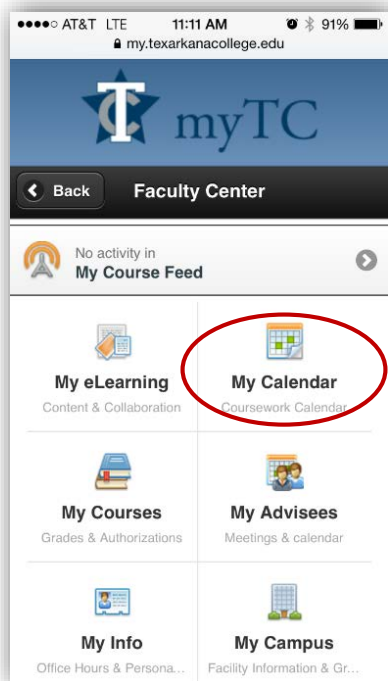 AT&T LTE 11:11 AM 91%
my.texarkanacollege.edu
TC myTC
Back Faculty Center
No activity in
My Course Feed
My eLearning My Calendar
Content & Collaboration Coursework Calendar
My Courses My Advisees
Grades & Authorizations Meetings & calendar
My Info My Campus
Office Hours & Persona... Facility Information & Gr...